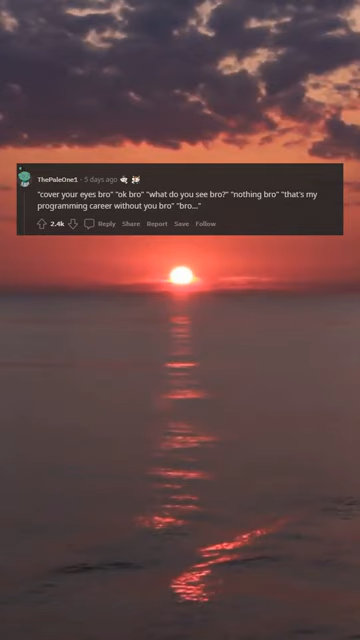 ThePaleOne1 · 5 days ago
"cover your eyes bro" "ok bro" "what do you see bro?" "nothing bro" "that's my
programming career without you bro" "bro..."
2.4k Reply Share Report Save Follow